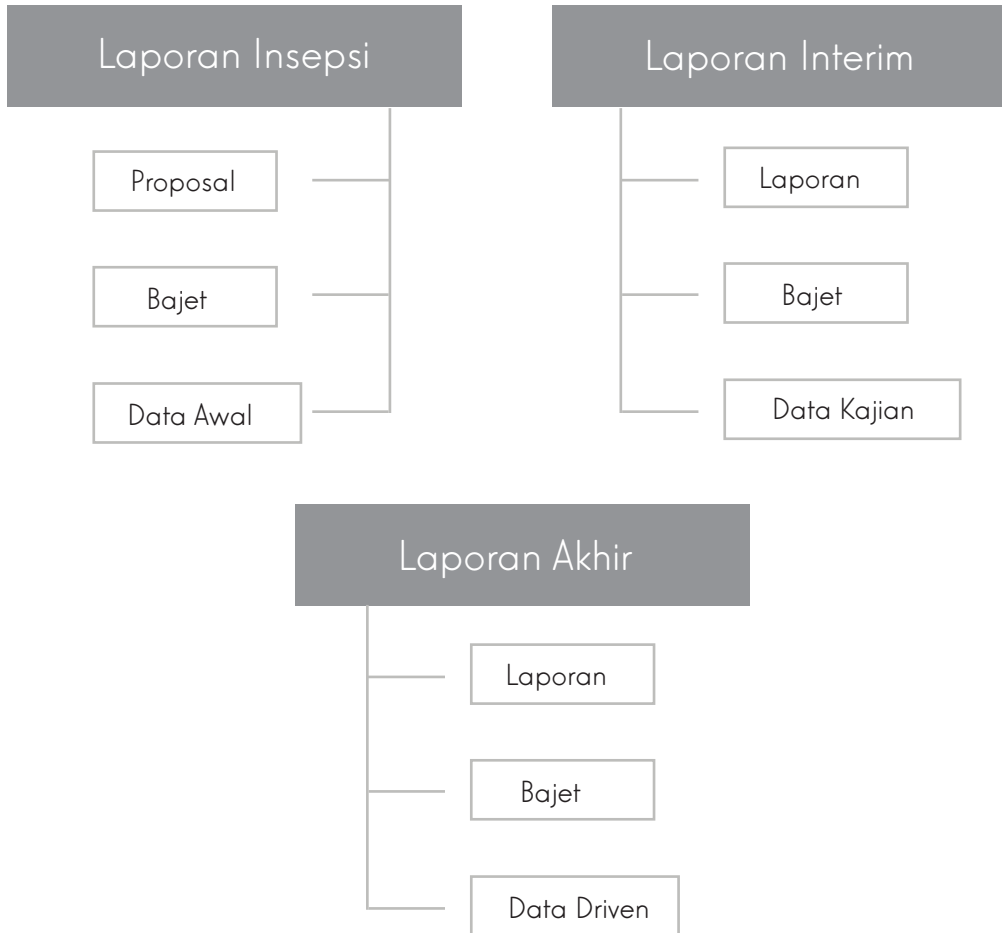 Laporan Insepsi
Proposal
Bajet
Data Awal
Laporan Interim
Laporan
Bajet
Data Kajian
Laporan Akhir
Laporan
Bajet
Data Driven